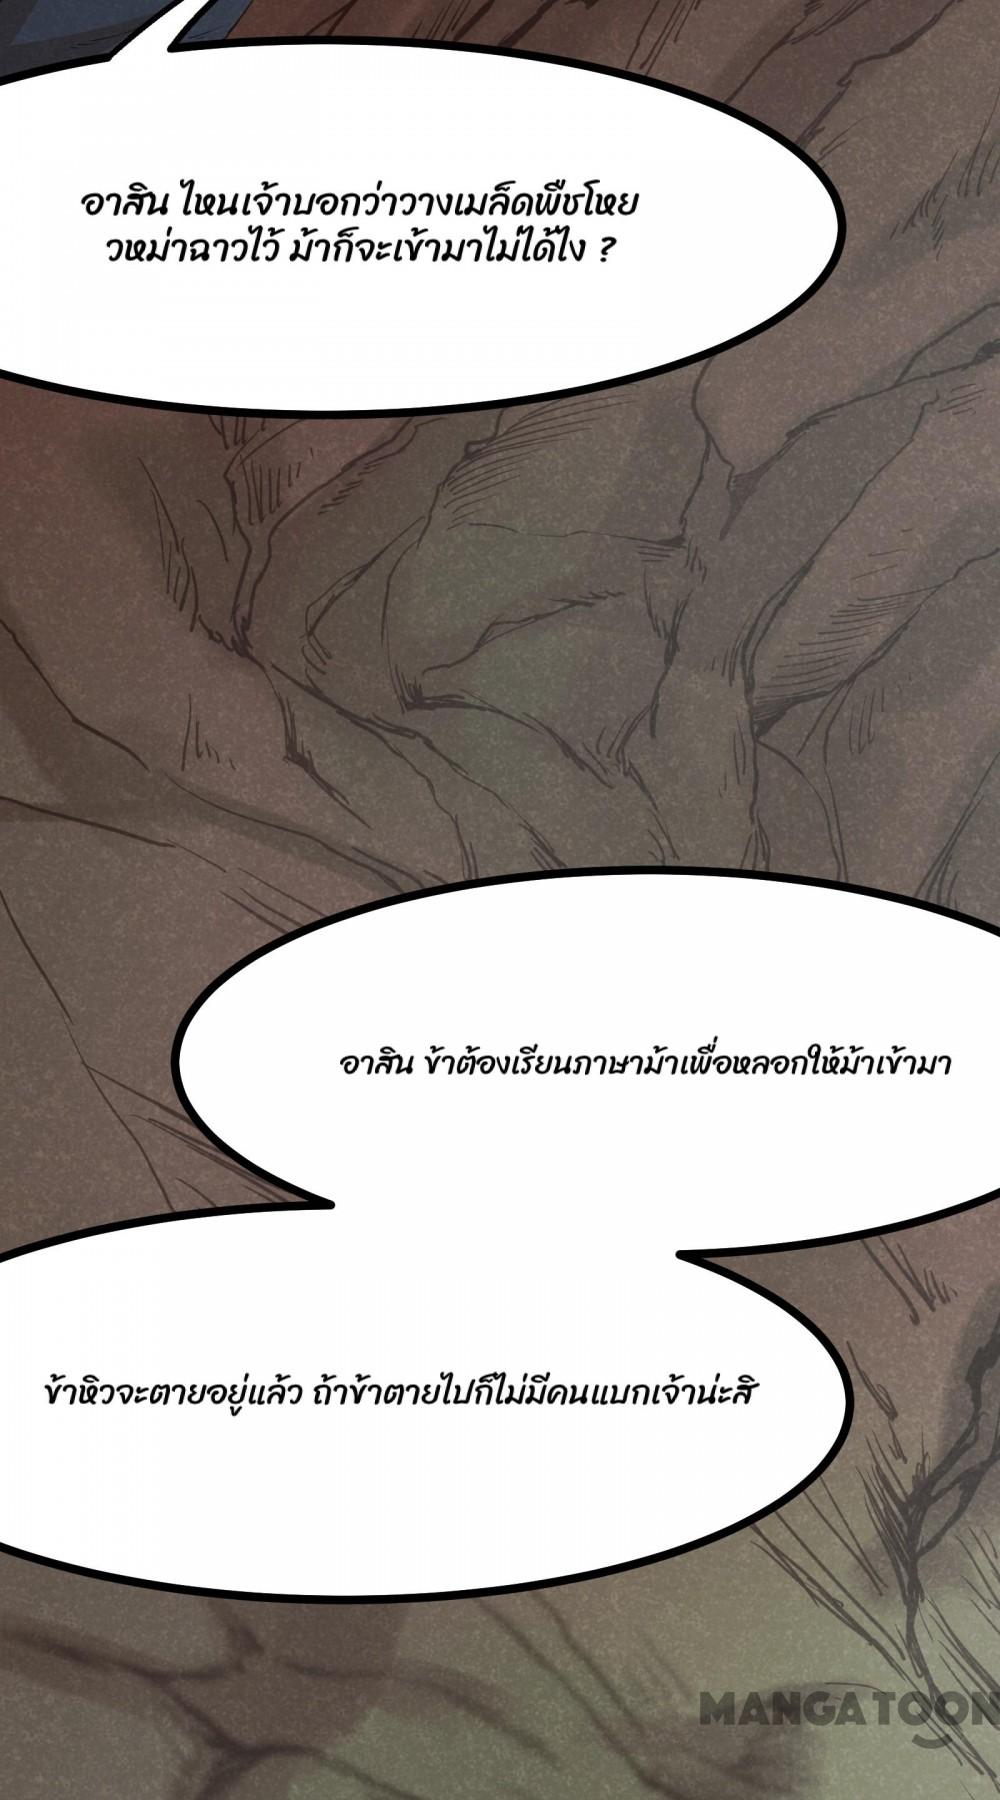 อาสิน ไหนเจ้าบอกว่าวางเมล็ดพืชโหย
วหม่าฉาวไว้ ม้าก็จะเข้ามาไม่ได้ไง ?
อาสิน ข้าต้องเรียนภาษาม้าเพื่อหลอกให้ม้าเข้ามา
ข้าหิวจะตายอยู่แล้ว ถ้าข้าตายไปก็ไม่มีคนแบกเจ้าน่ะสิ
MANGATOON